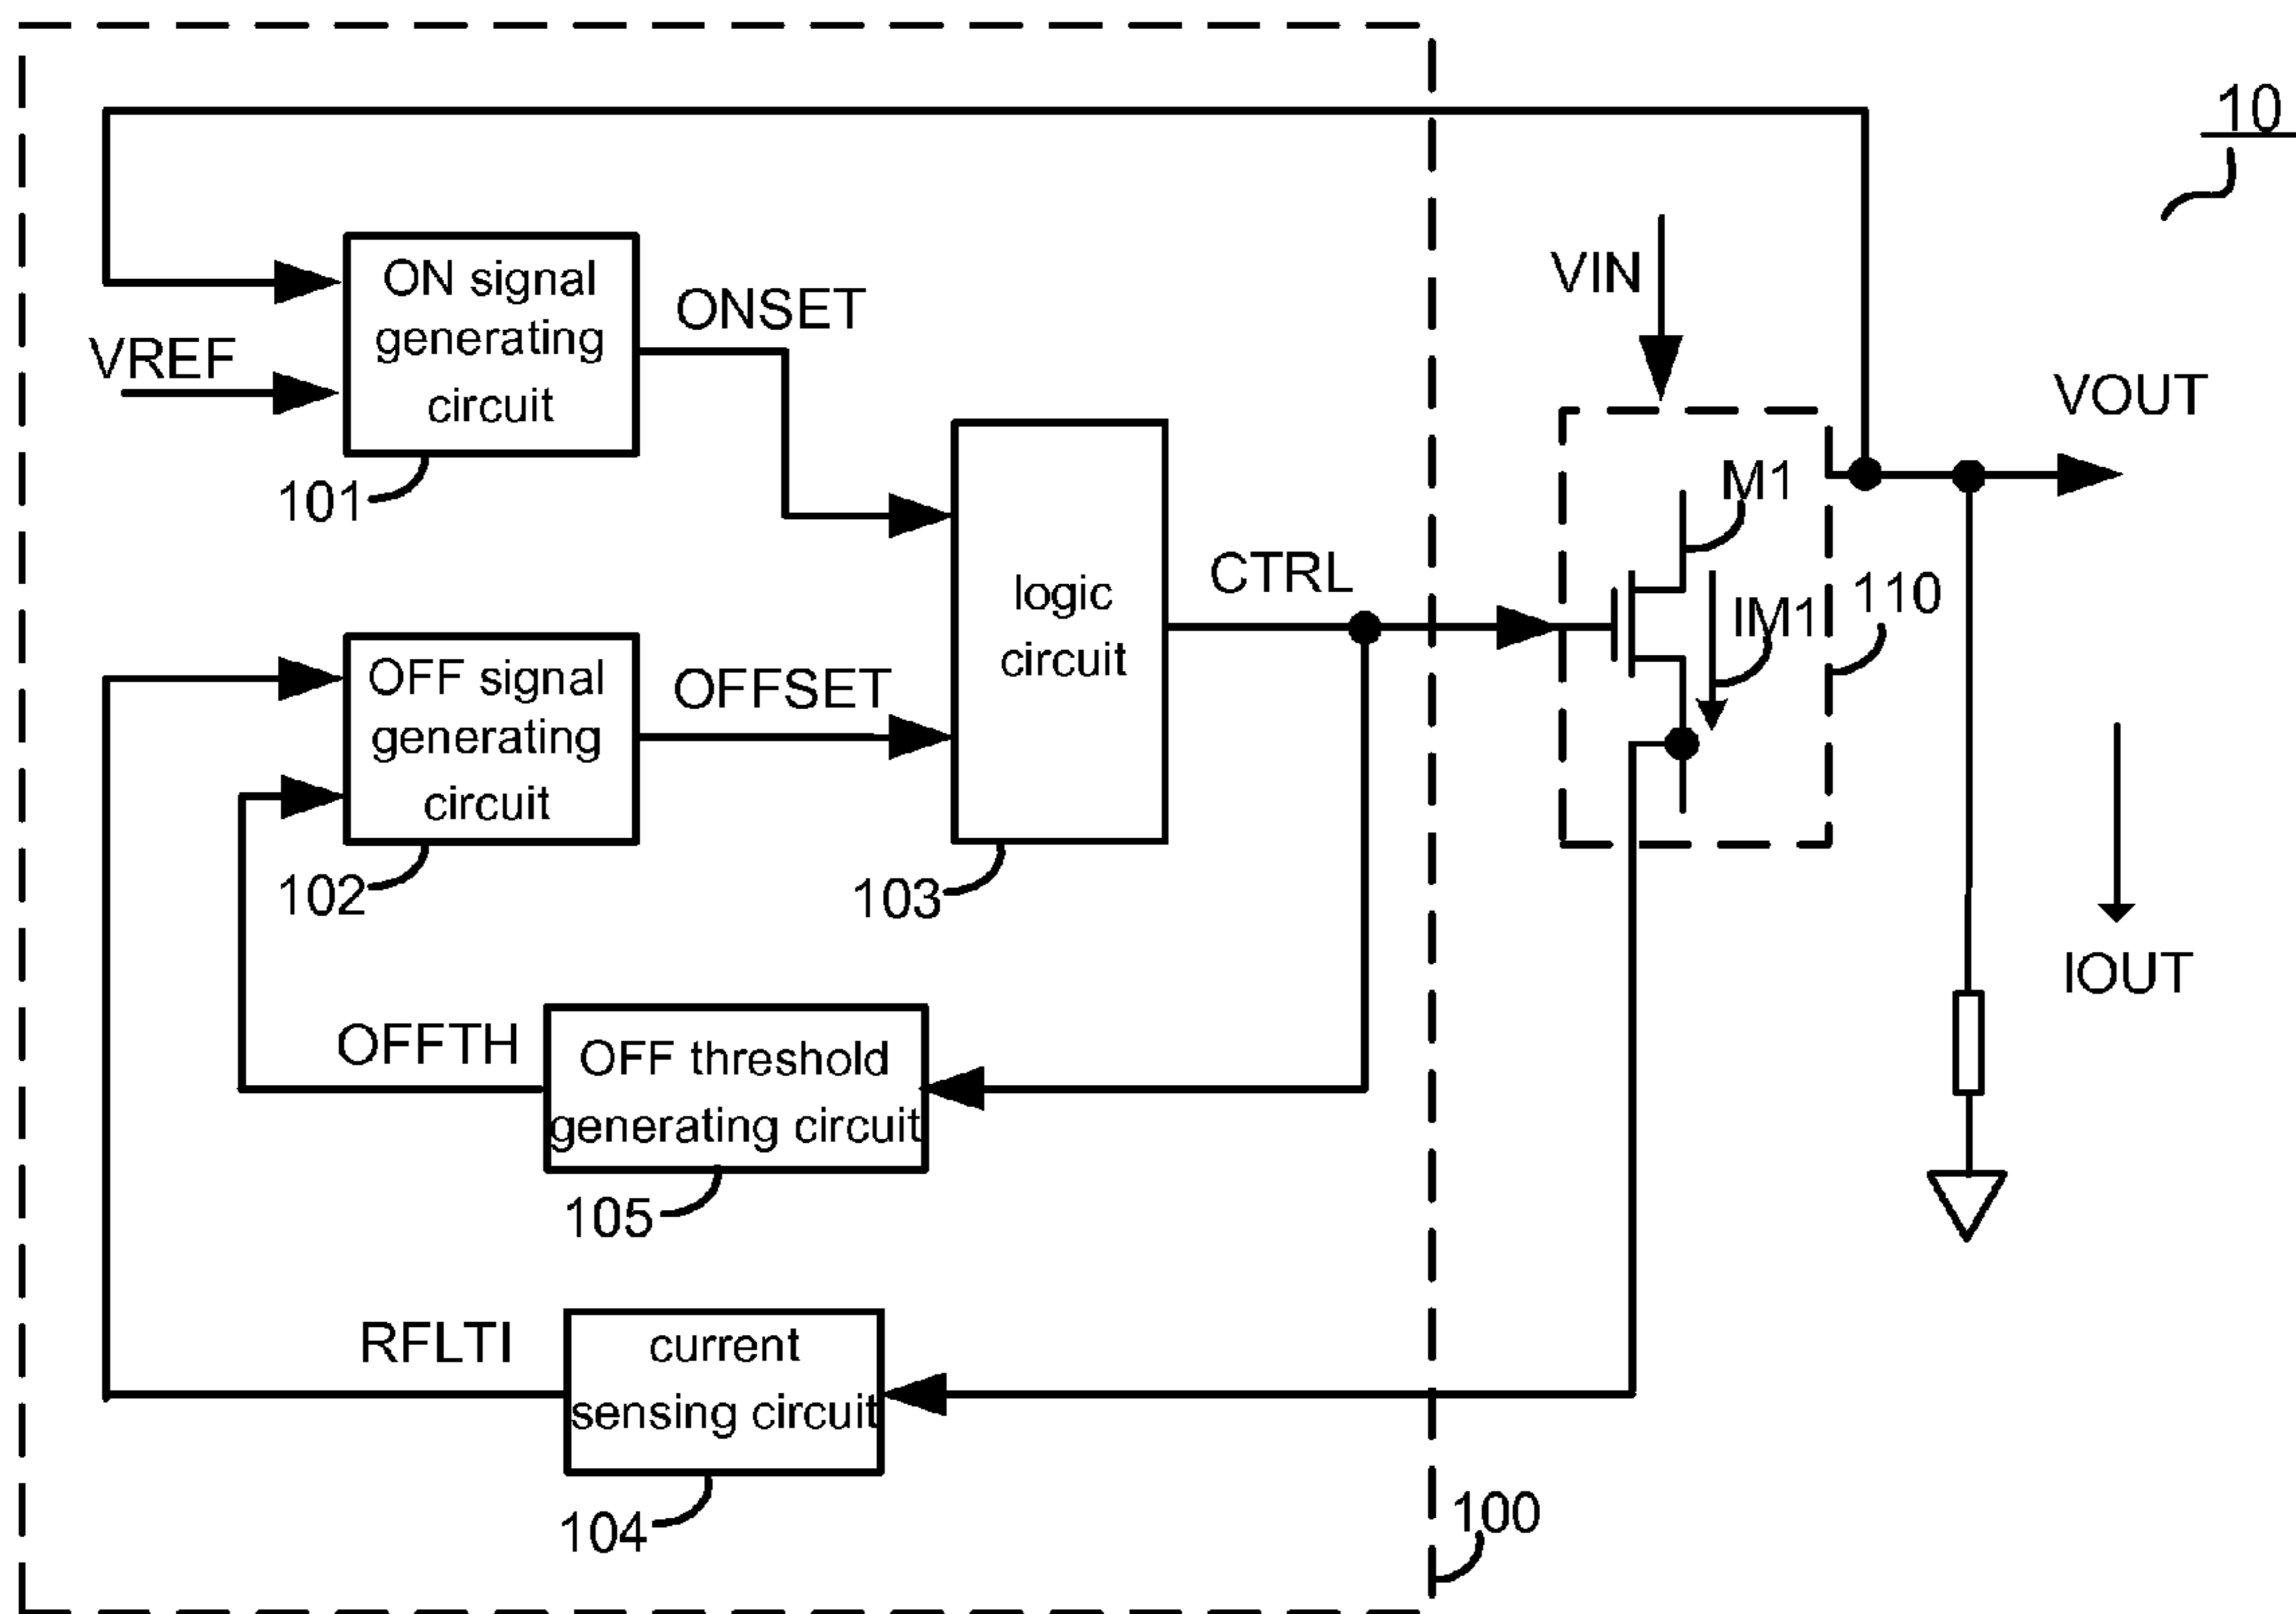 10
VIN
ON signal
generating
circuit
ONSET
VREF
VOUT
101
M1
logic
circuit
CTRL
110
IM1
OFF signal
generating
circuit
OFFSET
102
103
IOUT
OFFTH
OFF threshold
generating circuit
105
RFLTI
current
sensing circuit
104
100